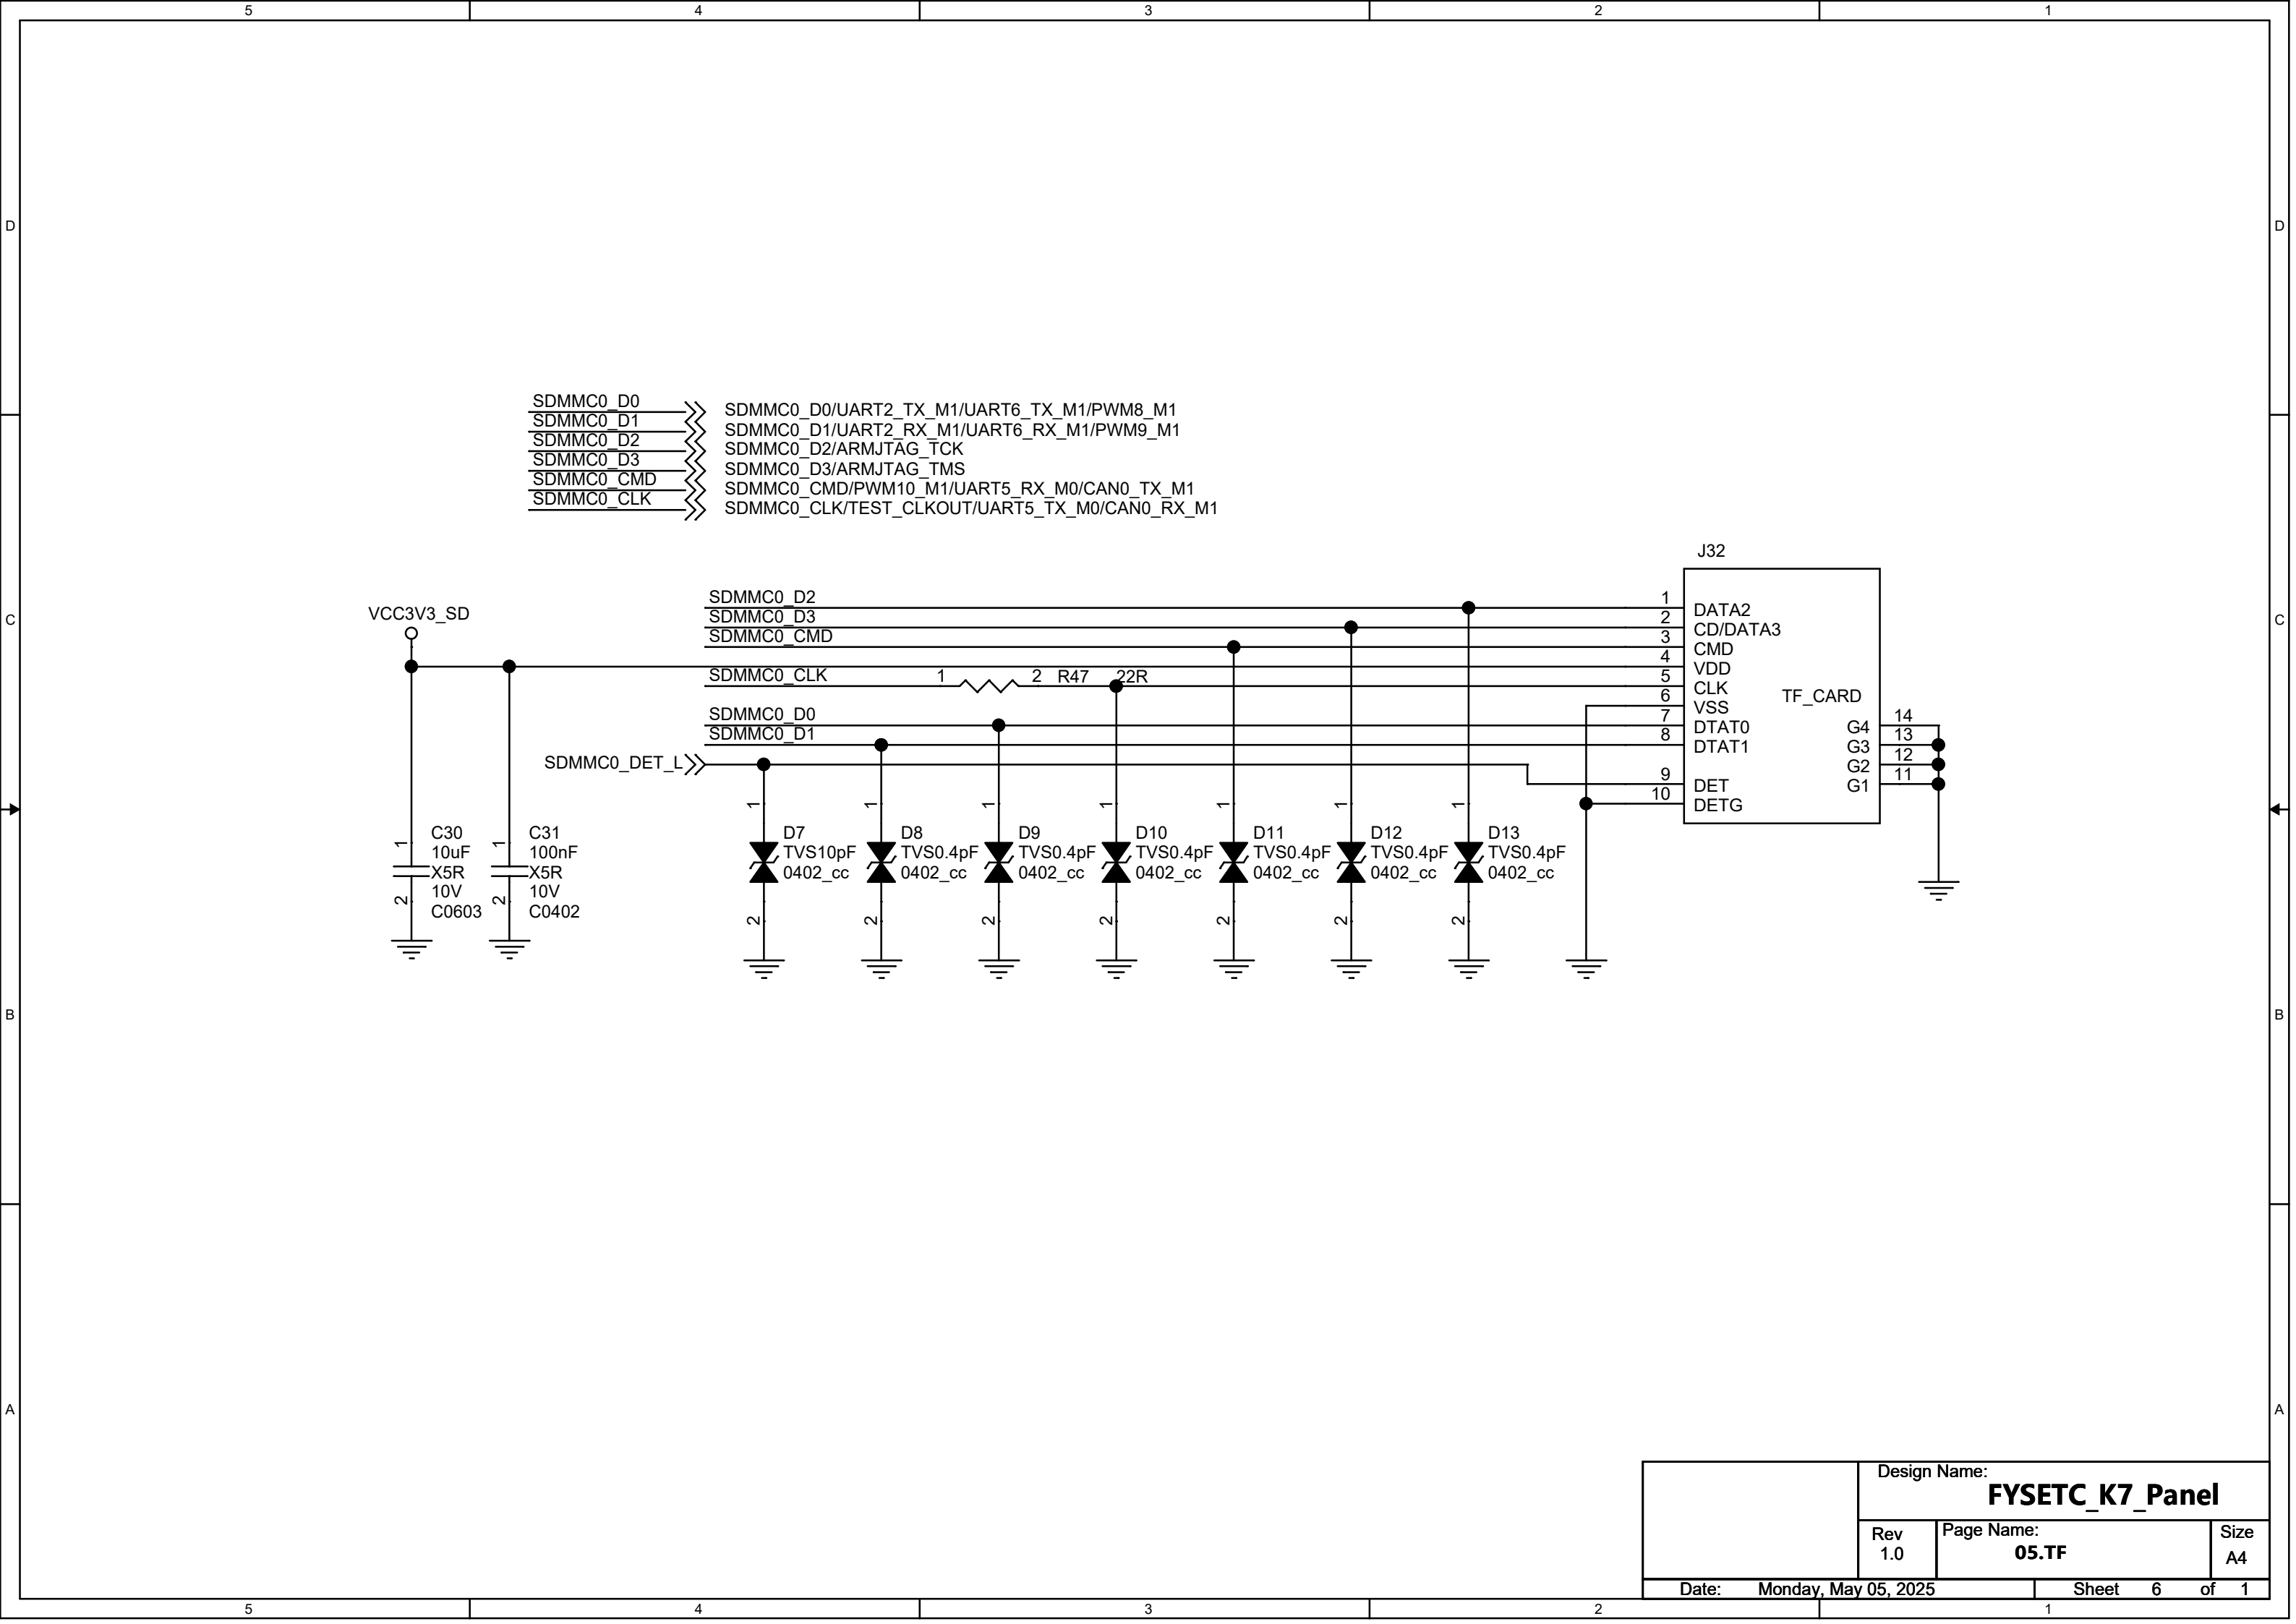 5 4 3 2 1
D D
SDMMC0_D0 SDMMC0_D0/UART2_TX_M1/UART6_TX_M1/PWM8_M1
SDMMC0_D1 SDMMC0_D1/UART2_RX_M1/UART6_RX_M1/PWM9_M1
SDMMC0_D2 SDMMC0_D2/ARMJTAG_TCK
SDMMC0_D3 SDMMC0_D3/ARMJTAG_TMS
SDMMC0_CMD SDMMC0_CMD/PWM10_M1/UART5_RX_M0/CAN0_TX_M1
SDMMC0_CLK SDMMC0_CLK/TEST_CLKOUT/UART5_TX_M0/CAN0_RX_M1
J32
C C
VCC3V3_SD
SDMMC0_D2 1 DATA2
SDMMC0_D3 2 CD/DATA3
SDMMC0_CMD 3 CMD
4 VDD
SDMMC0_CLK 1 2 R47 22R 5 CLK
6 VSS
TF_CARD
SDMMC0_D0 7 DTAT0
SDMMC0_D1 8 DTAT1
SDMMC0_DET_L 9 DET
10 DETG
G4 14
G3 13
G2 12
G1 11
1 1 1 1 1 1 1
1 1
C30 C31 D7 D8 D9 D10 D11 D12 D13
10uF 100nF TVS10pF TVS0.4pF TVS0.4pF TVS0.4pF TVS0.4pF TVS0.4pF TVS0.4pF
X5R X5R 0402_cc 0402_cc 0402_cc 0402_cc 0402_cc 0402_cc 0402_cc
10V 10V
C0603 C0402
2 2
2 2 2 2 2 2 2
B B
A A
Design Name:
FYSETC_K7_Panel
Rev Page Name: Size
1.0 05.TF A4
Date: Monday, May 05, 2025 Sheet 6 of 1
5 4 3 2 1